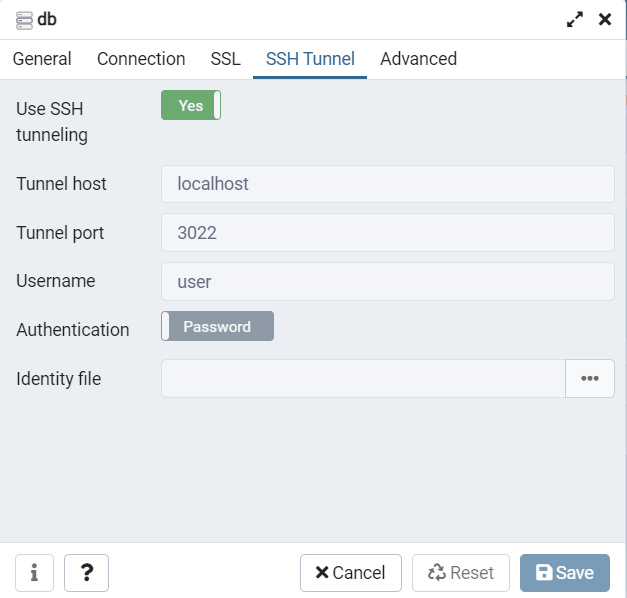 db
General Connection SSL SSH Tunnel Advanced
Use SSH
tunneling
Yes
Tunnel host localhost
Tunnel port 3022
Username user
Authentication Password
Identity file
Cancel Reset Save